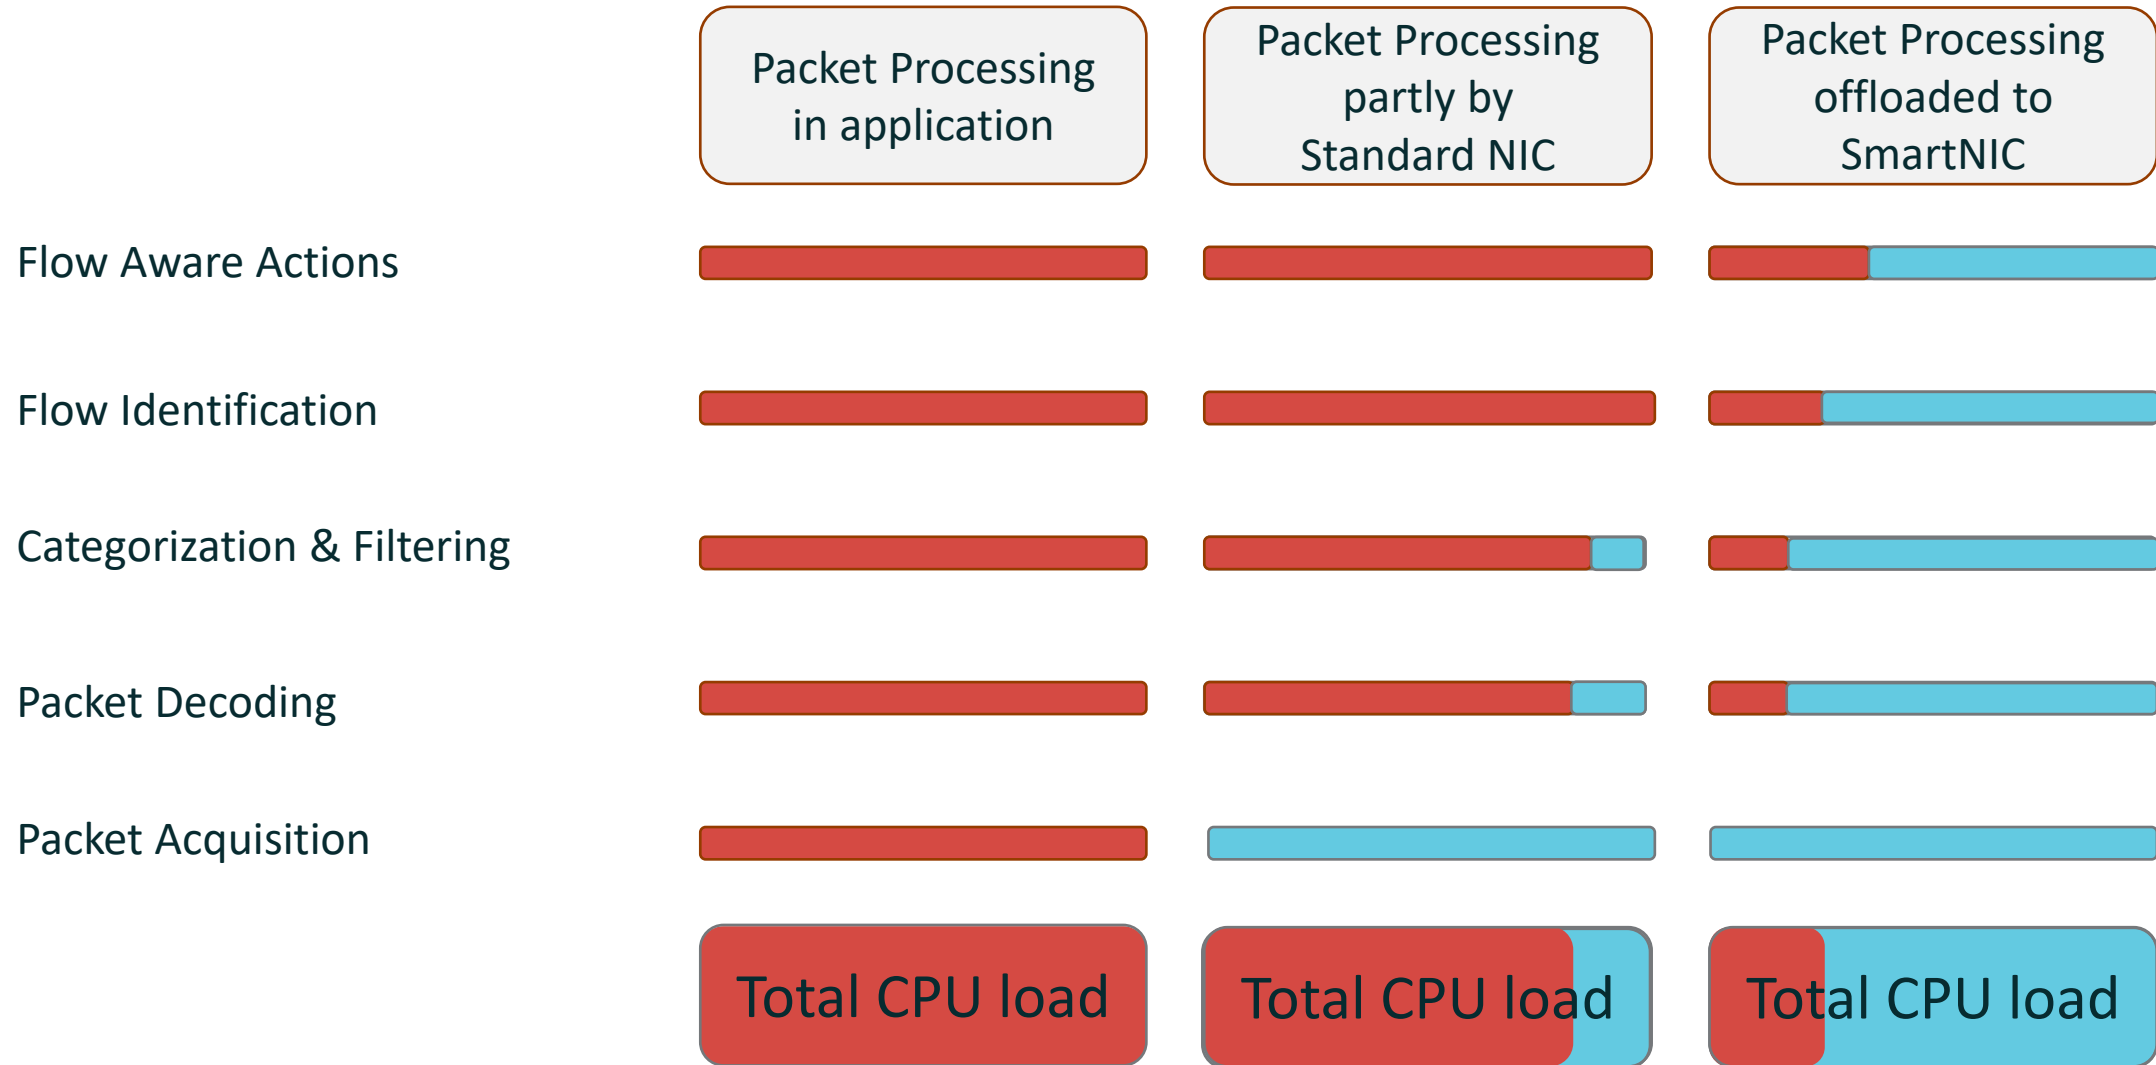 Packet Processing
in application
Packet Processing
partly by
Standard NIC
Packet Processing
offloaded to
SmartNIC
Flow Aware Actions
Flow Identification
Categorization & Filtering
Packet Decoding
Packet Acquisition
Total CPU load
Total CPU load
Total CPU load